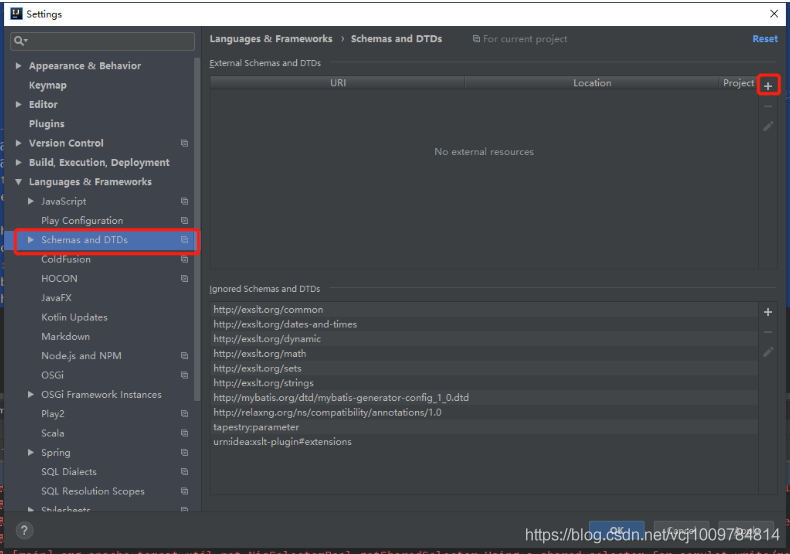 Settings
Languages & Frameworks › Schemas and DTDs For current project Reset
Appearance & Behavior
Keymap
Editor
Plugins
Version Control
Build, Execution, Deployment
Languages & Frameworks
JavaScript
Play Configuration
Schemas and DTDs
ColdFusion
HOCON
JavaFX
Kotlin Updates
Markdown
Node.js and NPM
OSGi
OSGi Framework Instances
Play2
Scala
Spring
SQL Dialects
SQL Resolution Scopes
Stylesheets
External Schemas and DTDs
URI Location Project
No external resources
Ignored Schemas and DTDs
http://exslt.org/common
http://exslt.org/dates-and-times
http://exslt.org/dynamic
http://exslt.org/math
http://exslt.org/sets
http://exslt.org/strings
http://mybatis.org/dtd/mybatis-generator-config_1_0.dtd
http://relaxng.org/ns/compatibility/annotations/1.0
tapestry:parameter
urn:idea:xslt-plugin#extensions
?
OK Cancel Apply
https://blog.csdn.net/vcj1009784814